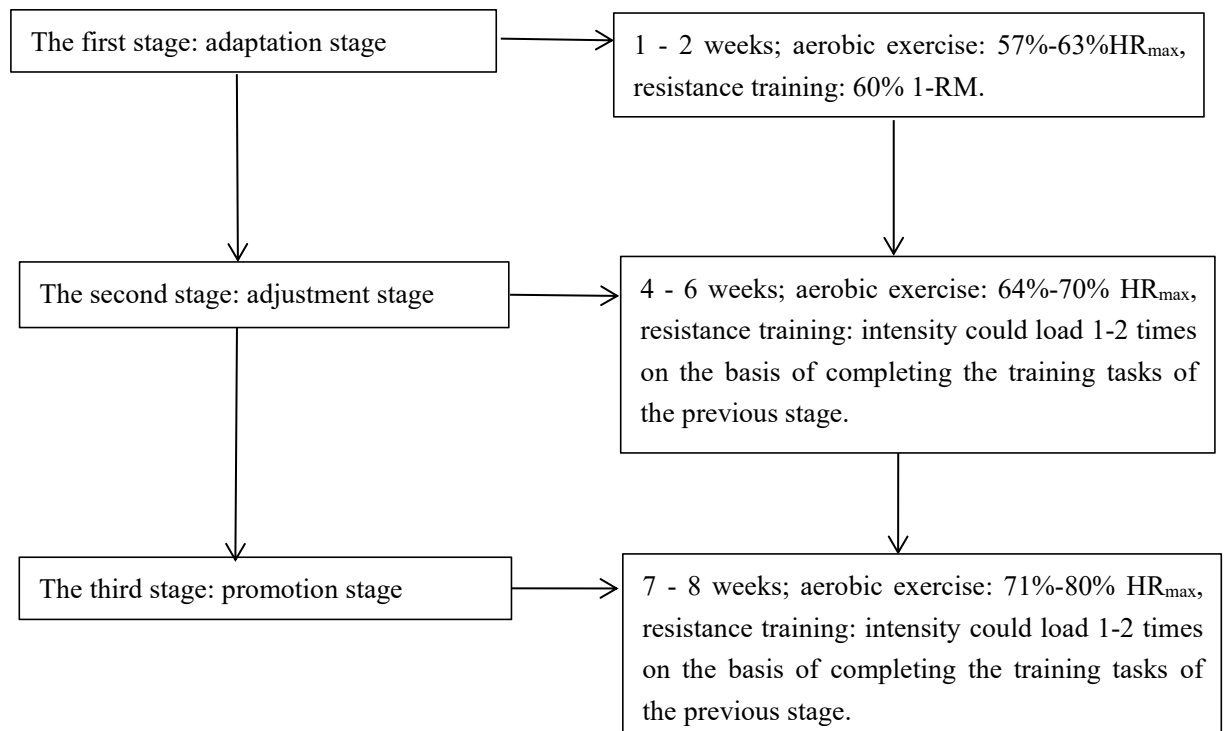 The first stage: adaptation stage
1 - 2 weeks; aerobic exercise: 57%-63%HRmax,
resistance training: 60% 1-RM.
The second stage: adjustment stage
4 - 6 weeks; aerobic exercise: 64%-70% HRmax,
resistance training: intensity could load 1-2 times
on the basis of completing the training tasks of
the previous stage.
The third stage: promotion stage
7 - 8 weeks; aerobic exercise: 71%-80% HRmax,
resistance training: intensity could load 1-2 times
on the basis of completing the training tasks of
the previous stage.